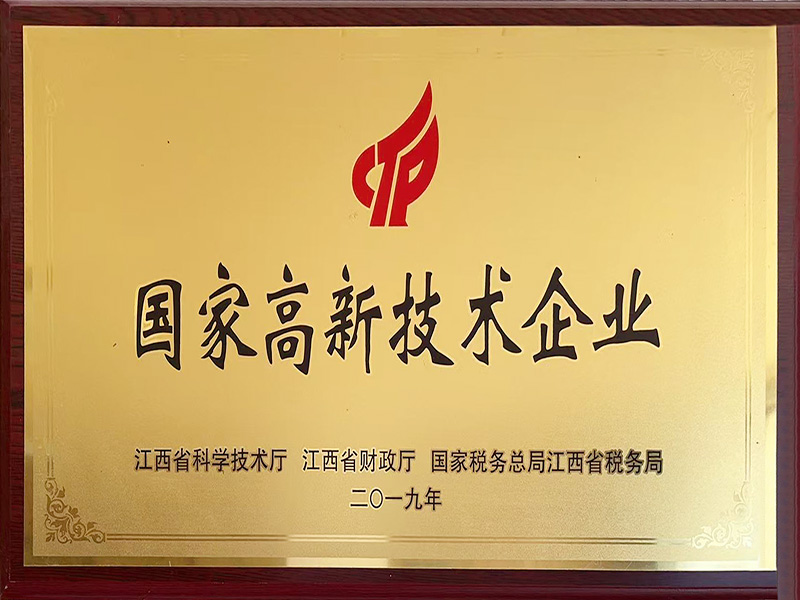 国家高新技术企业
江西省科学技术厅 江西省财政厅 国家税务总局江西省税务局
二〇一九年